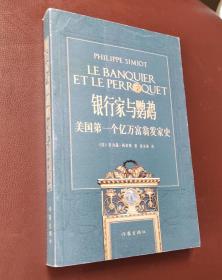 PHILIPPE SIMIOT
LE BANQUIER
ET LE PERROQUET
银行家与鹦鹉
美国第一个亿万富翁发家史
作家出版社